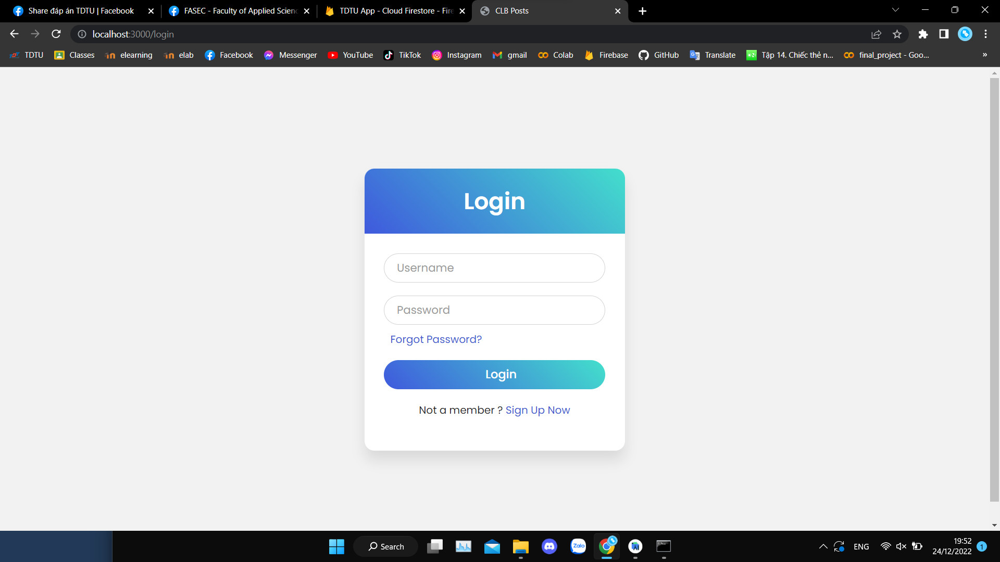 Share đáp án TDTU | Facebook
FASEC - Faculty of Applied Scien
TDTU App - Cloud Firestore - Fire
CLB Posts
localhost:3000/login
TDTU
Classes
elearning
elab
Facebook
Messenger
YouTube
TikTok
Instagram
gmail
Colab
Firebase
GitHub
Translate
Tập 14. Chiếc thẻ n...
final_project - Goo...
»
Login
Username
Password
Forgot Password?
Login
Not a member ? Sign Up Now
Search
Zalo
ENG
19:52
24/12/2022
1